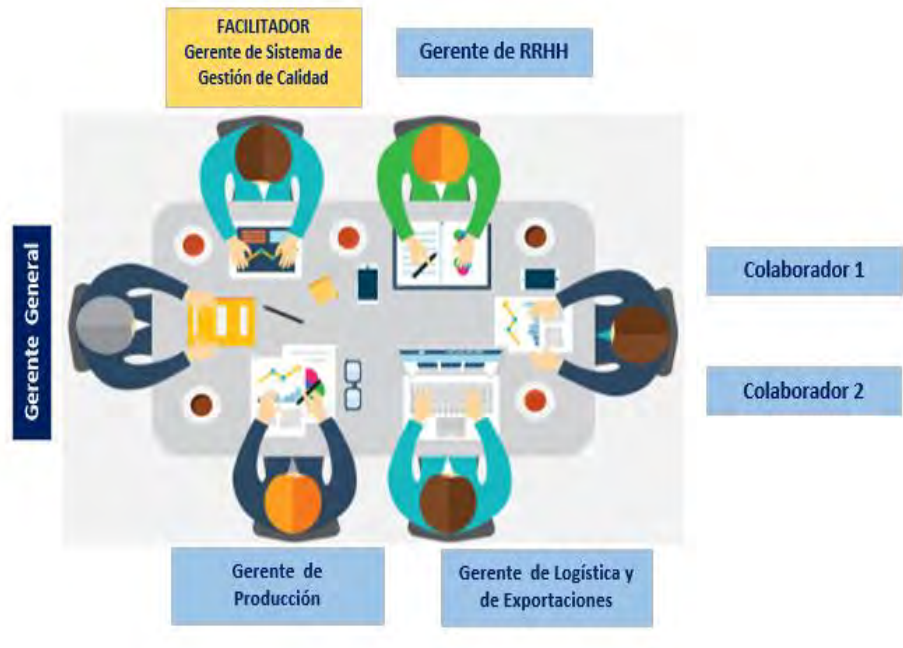 FACILITADOR
Gerente de Sistema de
Gestión de Calidad
Gerente de RRHH
Gerente General
Colaborador 1
Colaborador 2
Gerente de
Producción
Gerente de Logística y
de Exportaciones